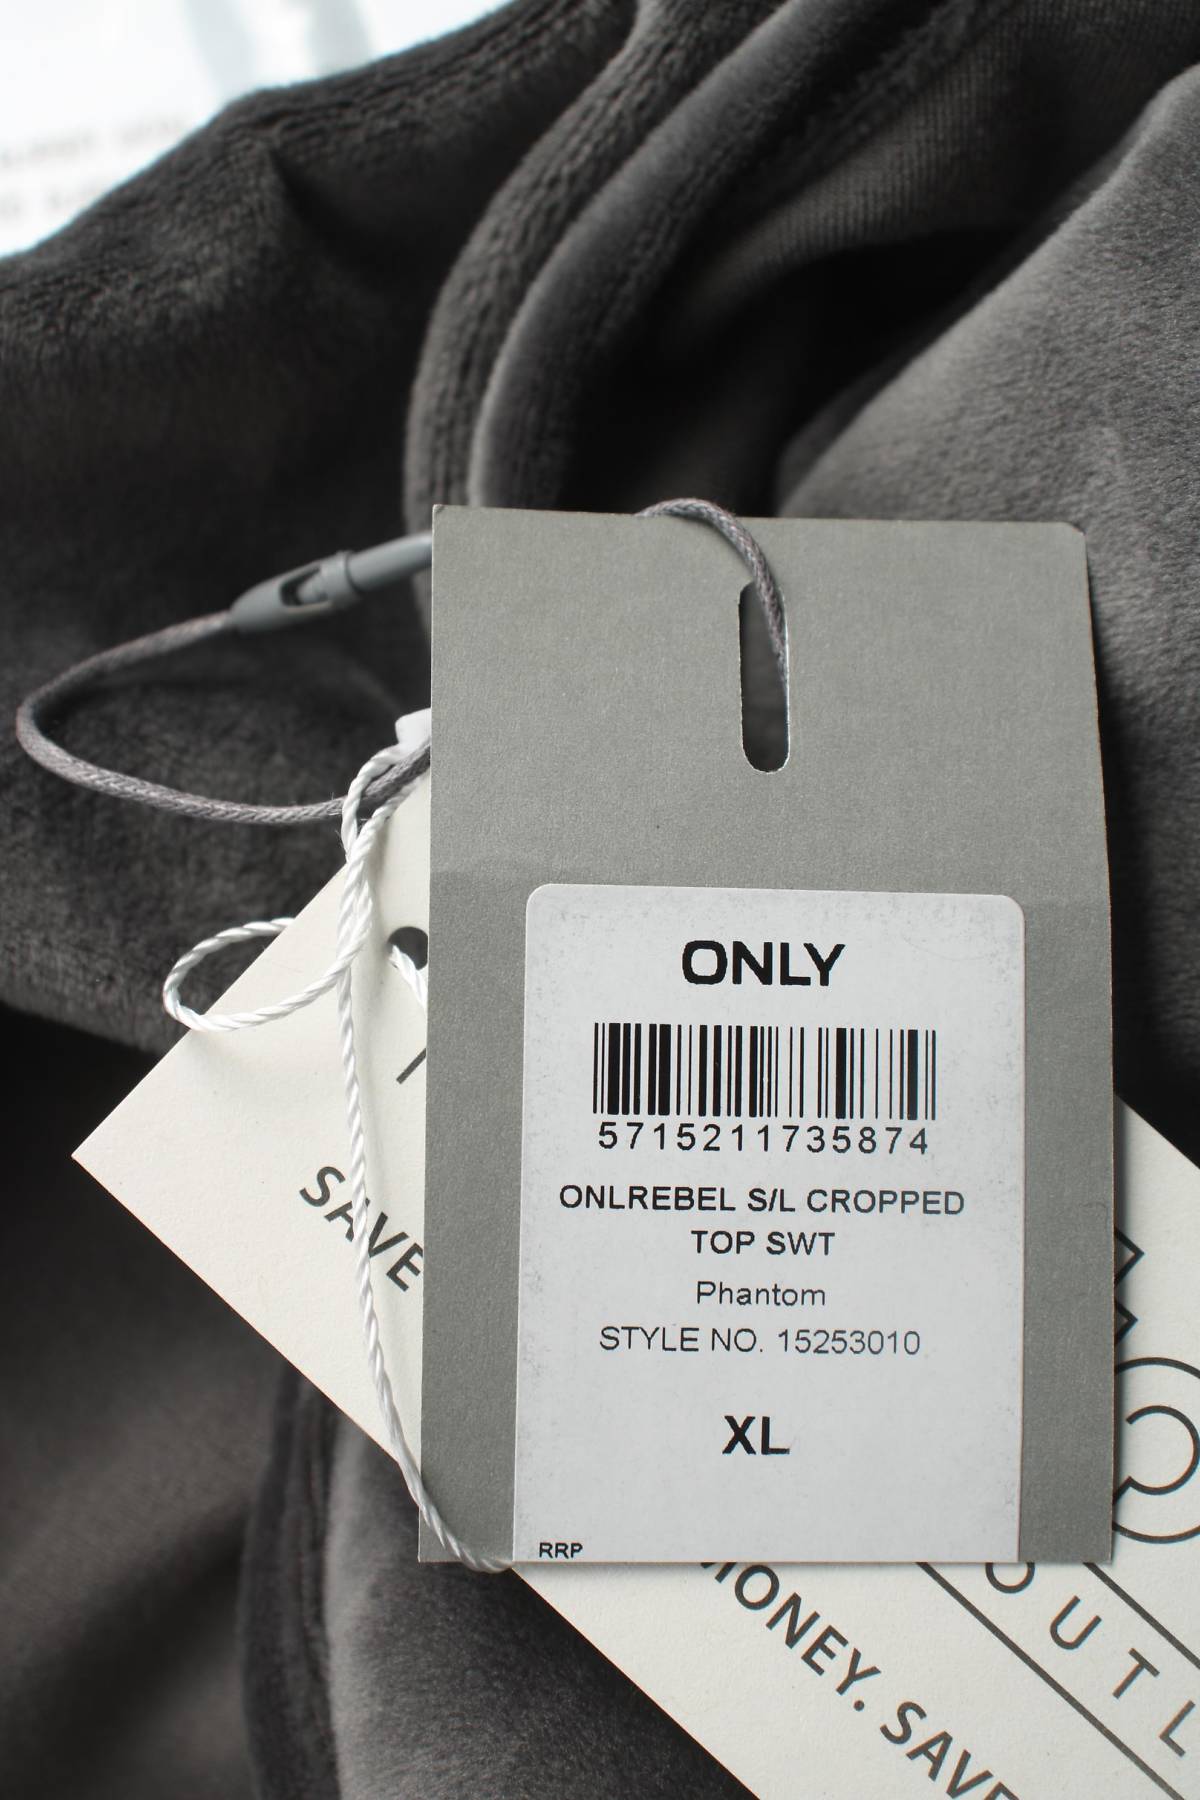 ONLY
5715211735874
ONLREBEL S/L CROPPED
TOP SWT
Phantom
STYLE NO. 15253010
XL
RRP
SAVE
MONEY. SAVE
OUTL